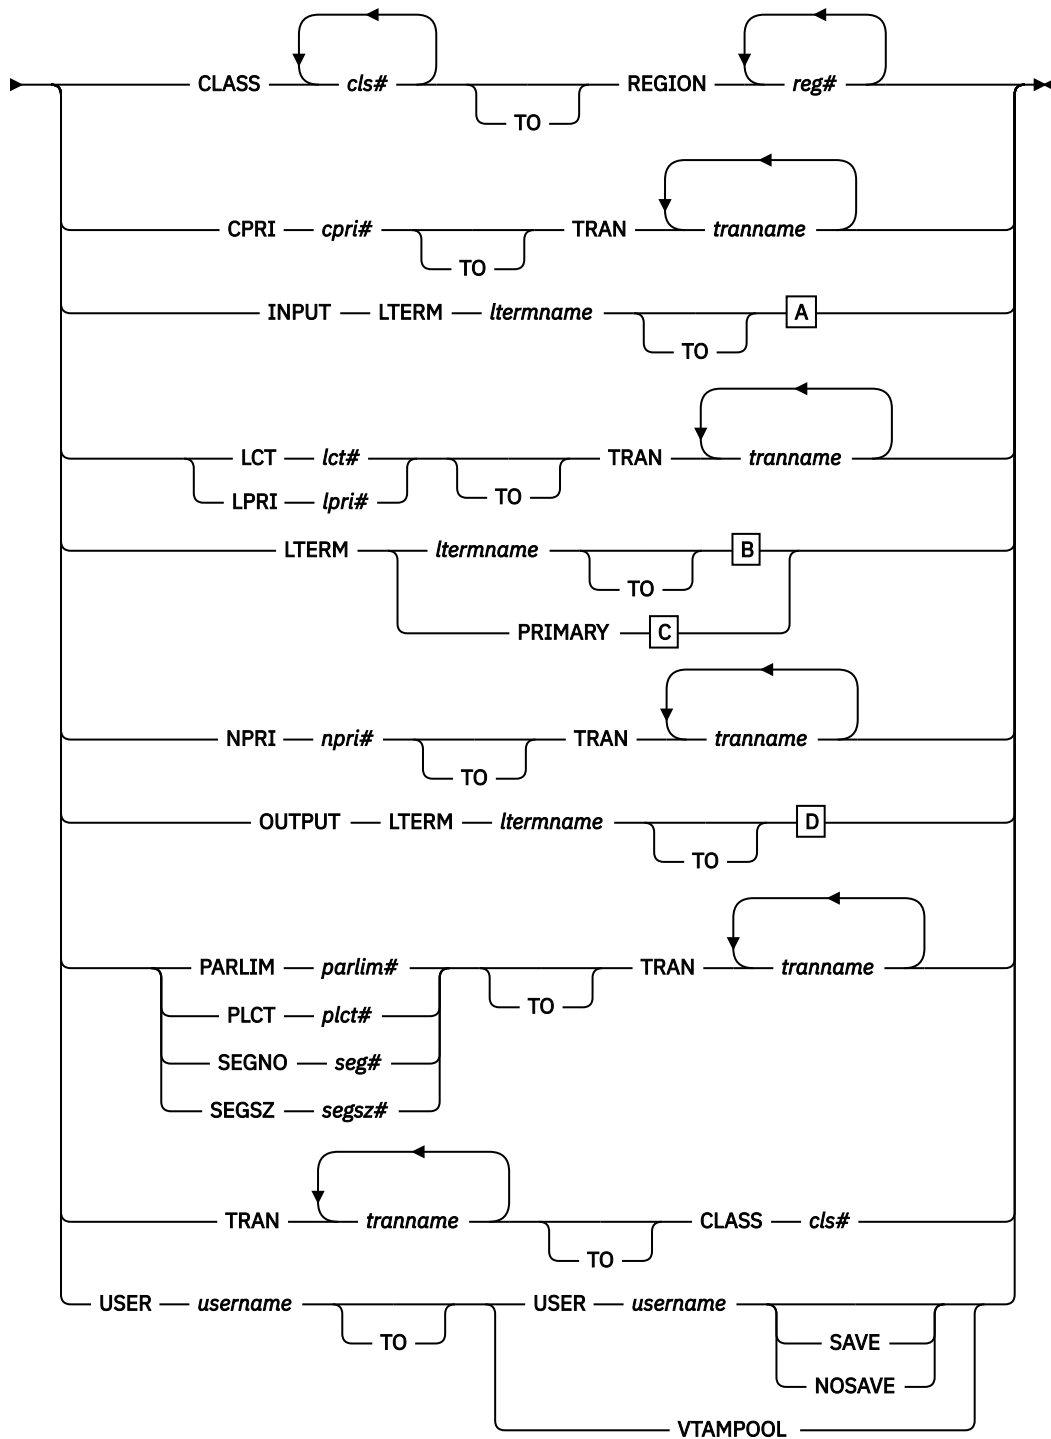 CLASS cls# REGION reg#
TO
CPRI cpri# TRAN tranname
TO
INPUT LTERM ltermname A
TO
LCT lct# TRAN tranname
LPRI lpri# TO
LTERM ltermname B
TO
PRIMARY C
NPRI npri# TRAN tranname
TO
OUTPUT LTERM ltermname D
TO
PARLIM parlim# TRAN tranname
TO
PLCT plct#
SEGNO seg#
SEGSZ segsz#
TRAN tranname CLASS cls#
TO
USER username USER username
TO SAVE
NOSAVE
VTAMPOOL